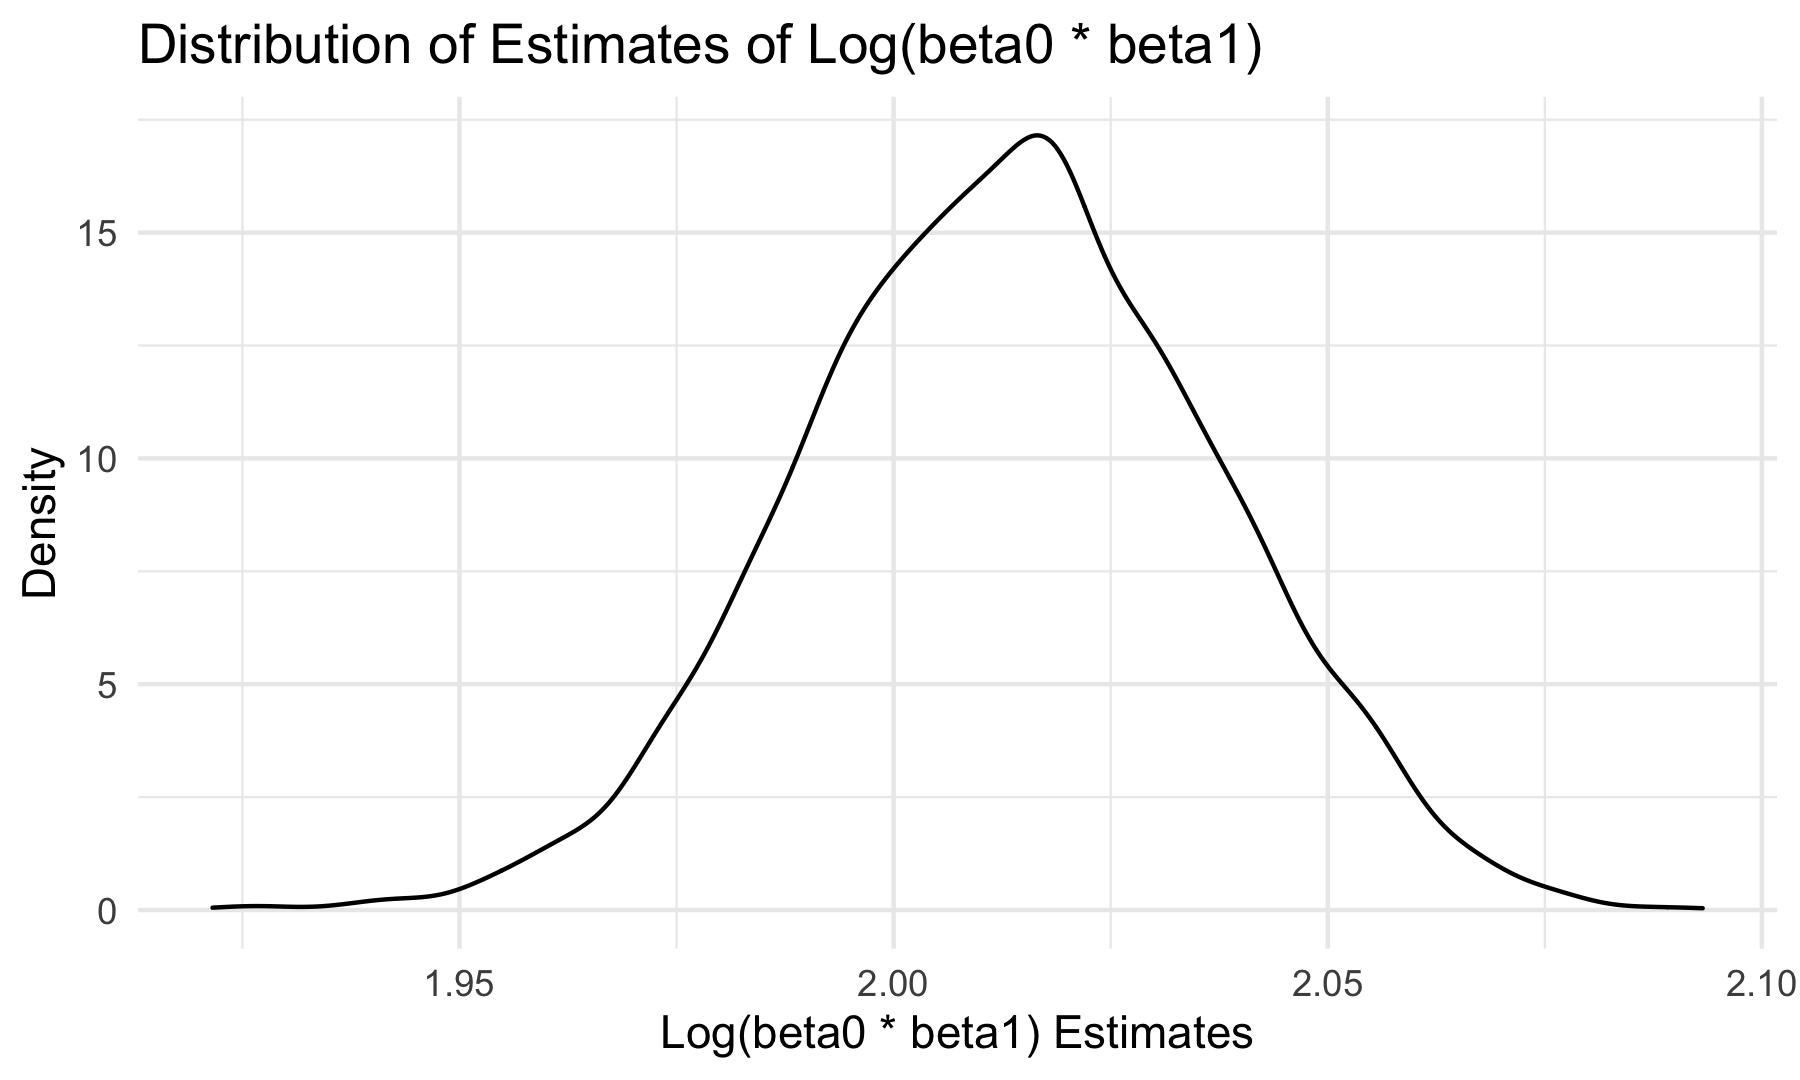 Distribution of Estimates of Log(beta0 * beta1)
15
10
5
0
Density
1.95 2.00 2.05 2.10
Log(beta0 * beta1) Estimates